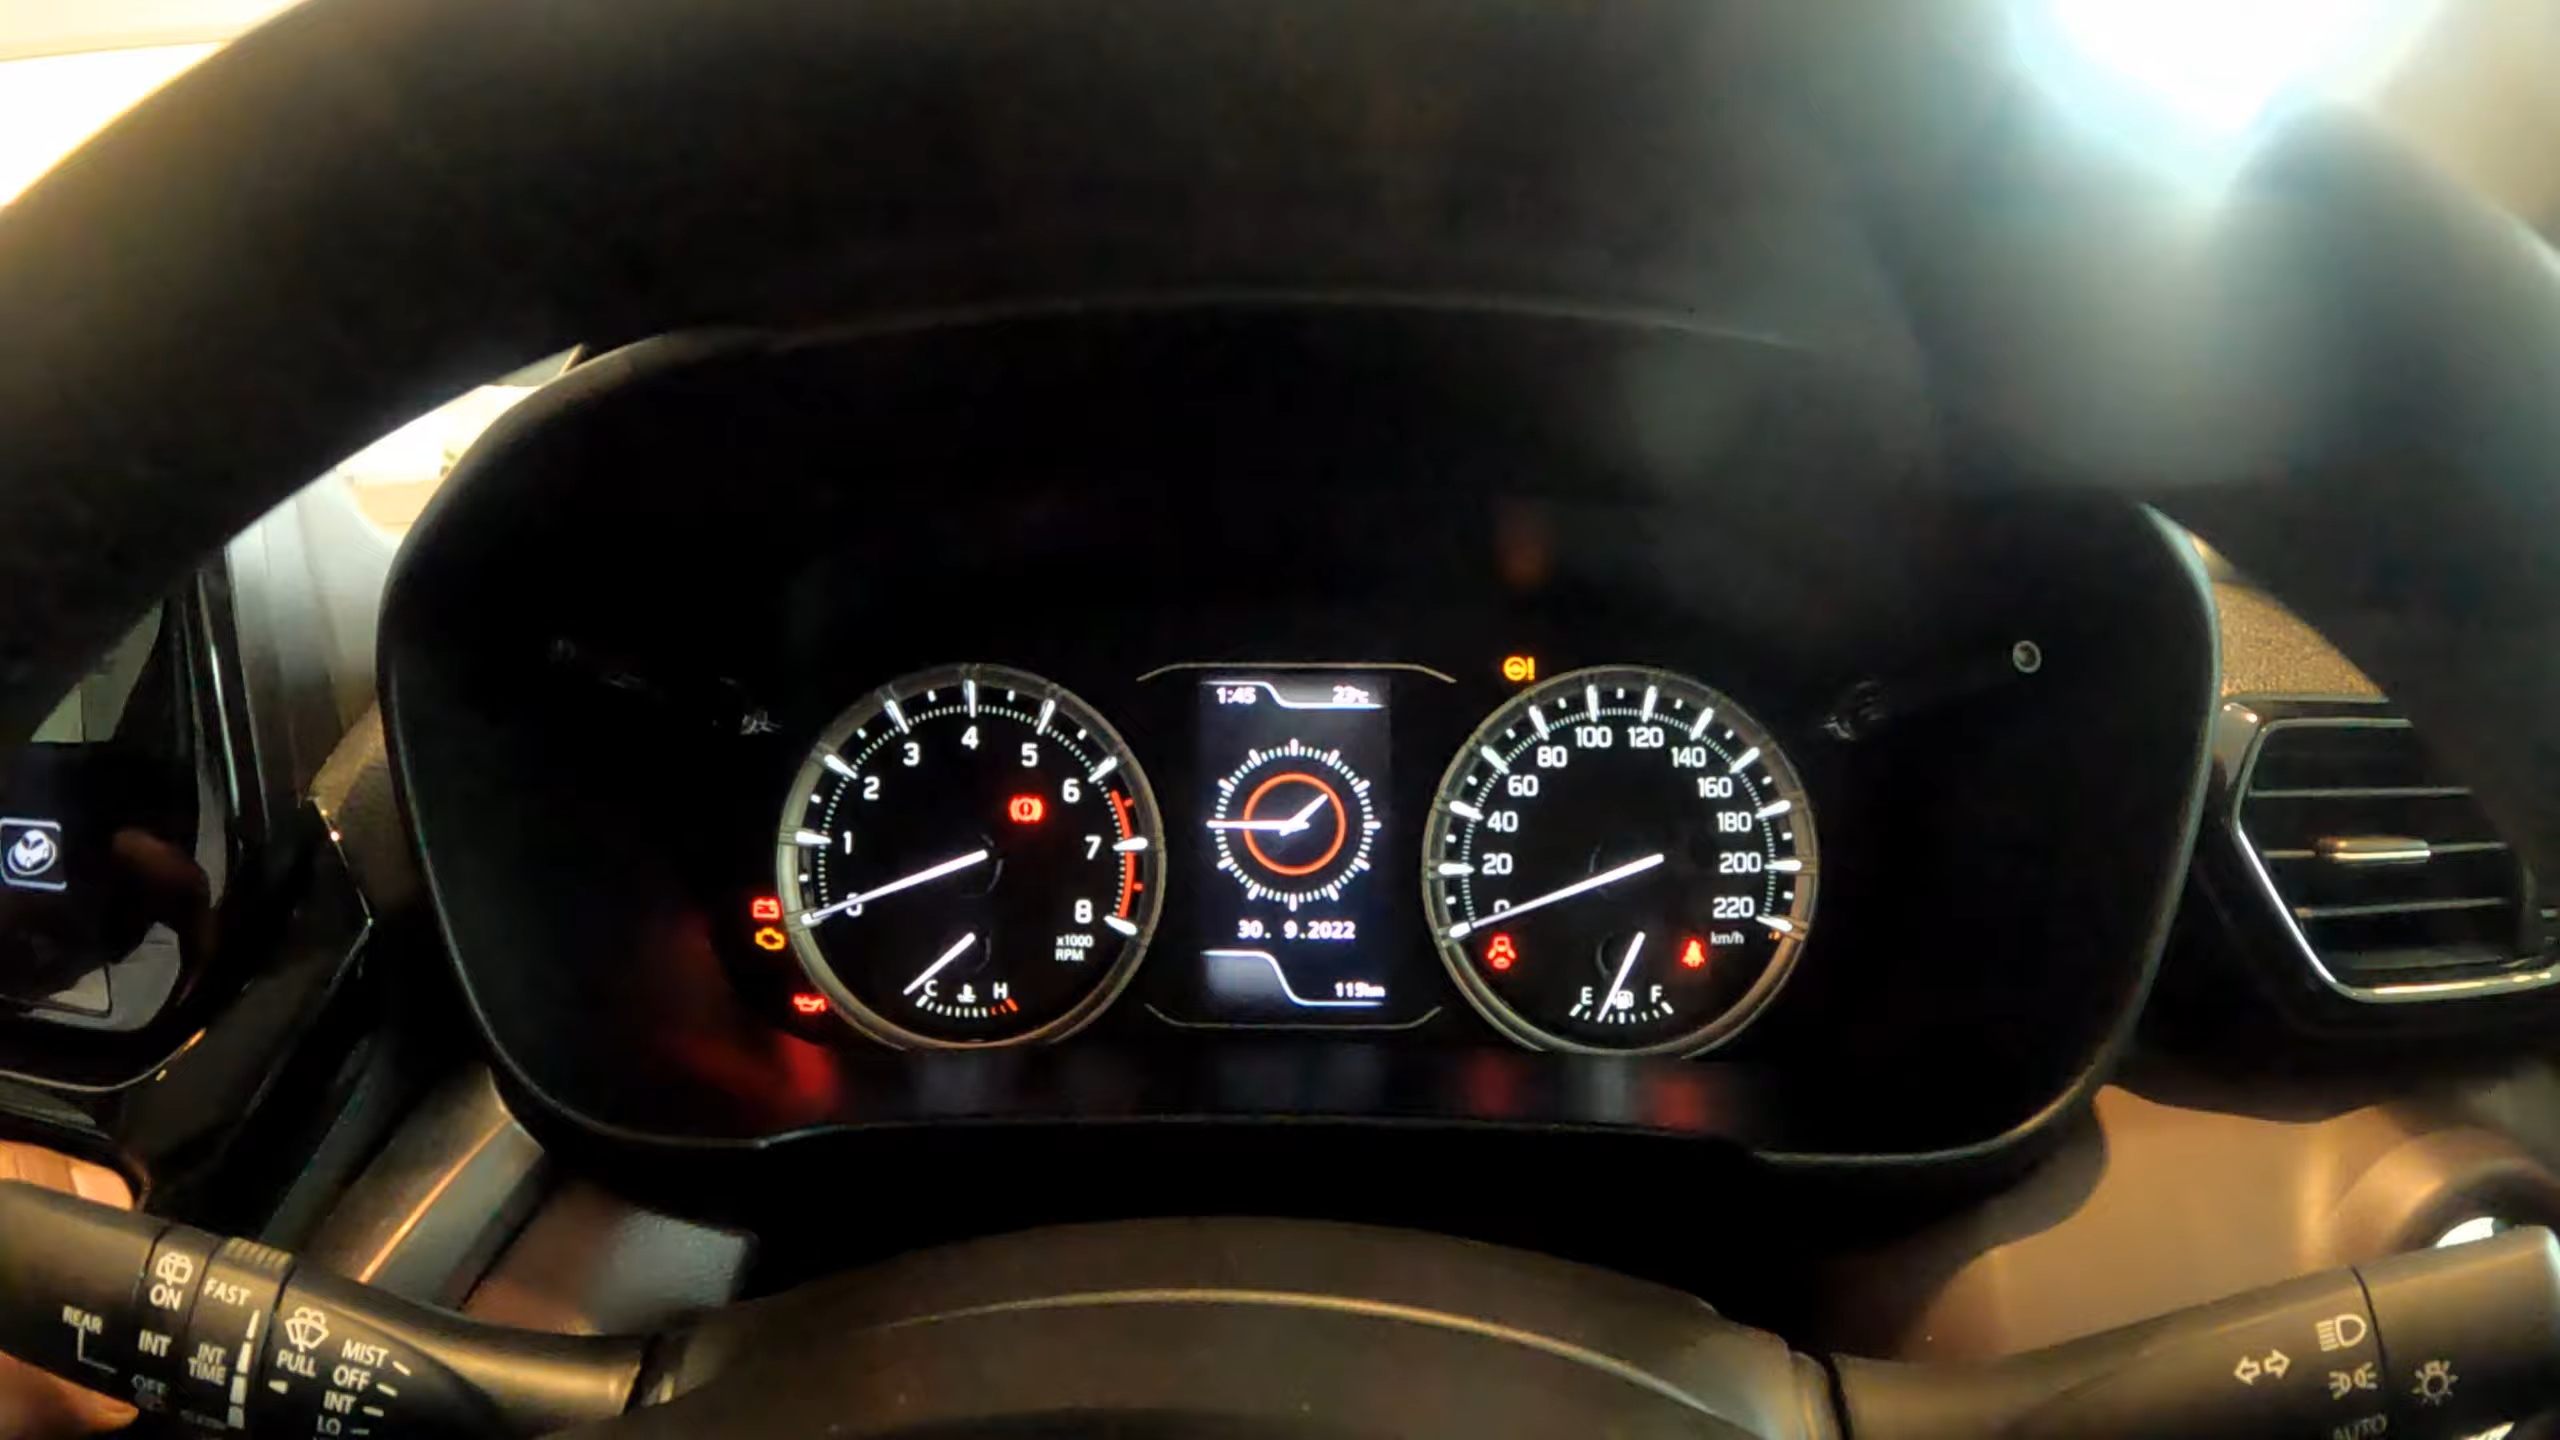 1:45 23°C
0 1 2 3 4 5 6 7 8
x1000
RPM
C H
30. 9.2022
115km
0 20 40 60 80 100 120 140 160 180 200 220
km/h
E F
REAR
ON
INT
OFF
FAST
INT
TIME
PULL
MIST
OFF
INT
LO
AUTO